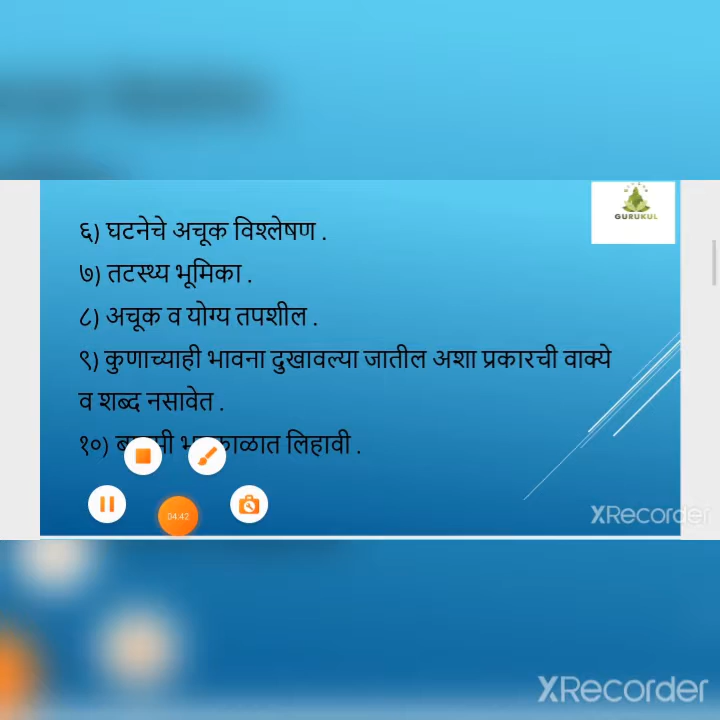 GURUKUL
६) घटनेचे अचूक विश्लेषण .
७) तटस्थ्य भूमिका .
८) अचूक व योग्य तपशील .
९) कुणाच्याही भावना दुखावल्या जातील अशा प्रकारची वाक्ये
व शब्द नसावेत .
१०) लिहावी .
04:42
XRecorder
XRecorder